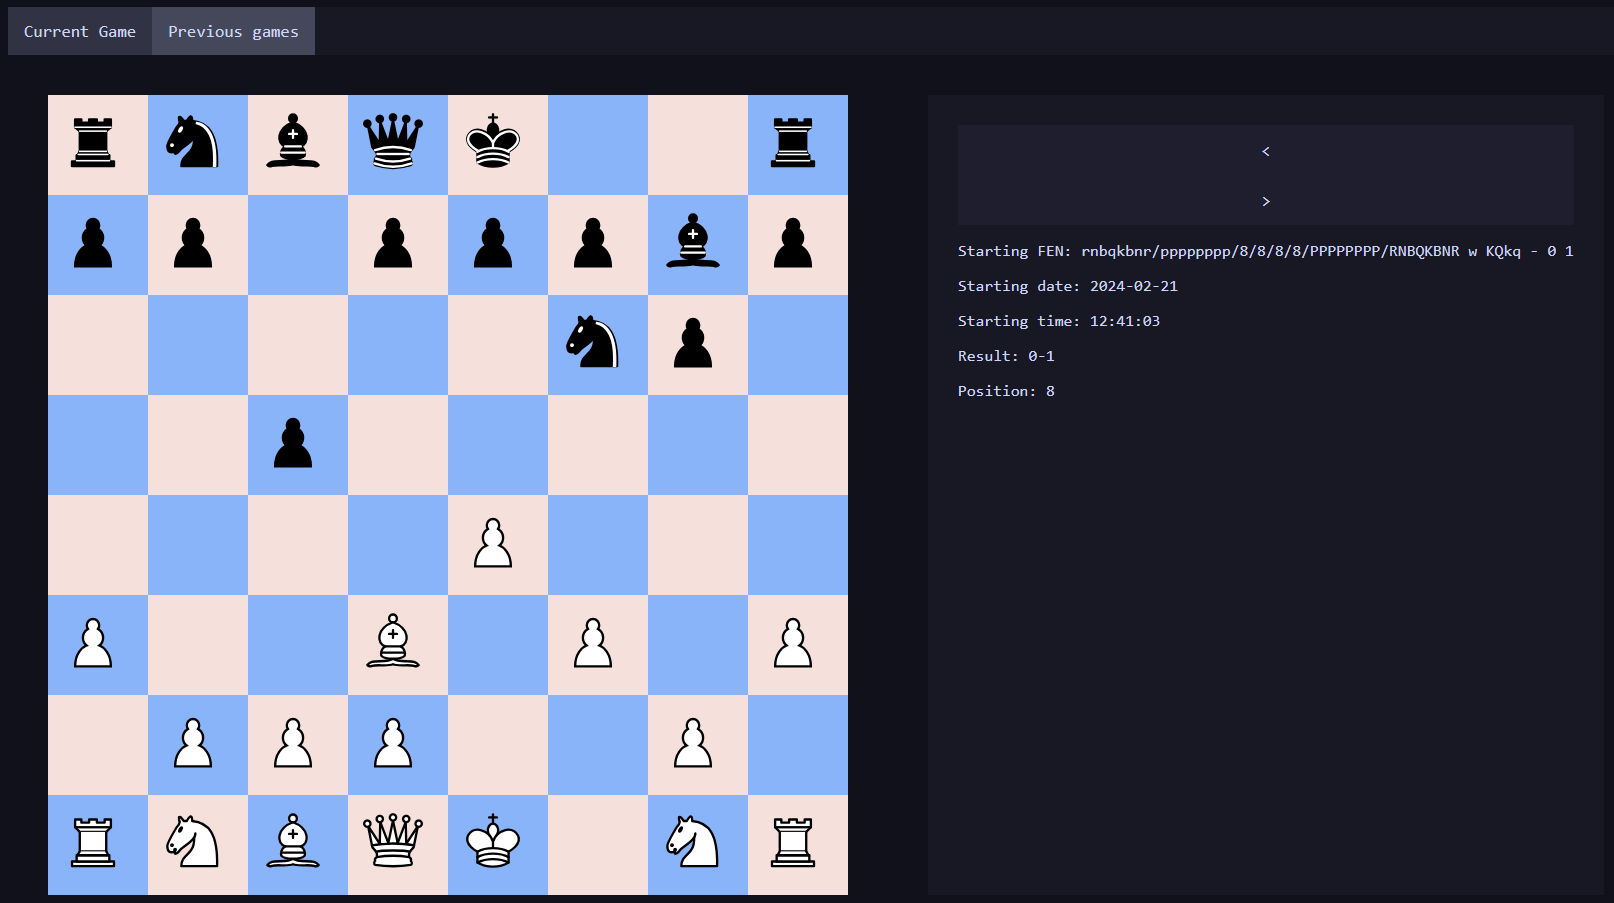 Current Game
Previous games
<
>
Starting FEN: rnbqkbnr/pppppppp/8/8/8/8/PPPPPPPP/RNBQKBNR w KQkq - 0 1
Starting date: 2024-02-21
Starting time: 12:41:03
Result: 0-1
Position: 8